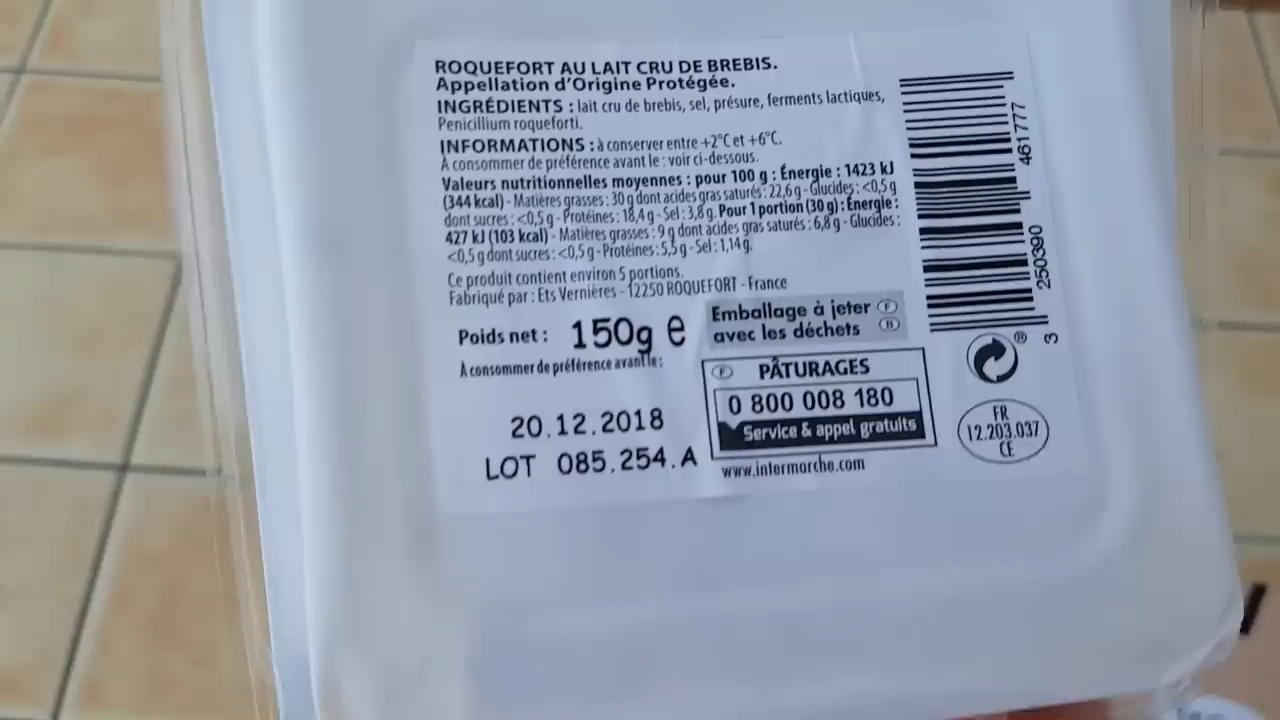 ROQUEFORT AU LAIT CRU DE BREBIS.
Appellation d'Origine Protégée.
INGRÉDIENTS : lait cru de brebis, sel, présure, ferments lactiques,
Penicillium roqueforti.
INFORMATIONS : à conserver entre +2°C et +6°C.
À consommer de préférence avant le : voir ci-dessous.
Valeurs nutritionnelles moyennes : pour 100 g : Énergie : 1423 kJ
(344 kcal) - Matières grasses : 30 g dont acides gras saturés : 22,6 g - Glucides : <0,5 g
dont sucres : <0,5 g - Protéines : 18,4 g - Sel : 3,8 g. Pour 1 portion (30 g) : Énergie :
427 kJ (103 kcal) - Matières grasses : 9 g dont acides gras saturés : 6,8 g - Glucides :
<0,5 g dont sucres : <0,5 g - Protéines : 5,5 g - Sel : 1,14 g.
Ce produit contient environ 5 portions.
Fabriqué par : Ets Vernières - 12250 ROQUEFORT - France
Poids net : 150g e
Emballage à jeter F
avec les déchets B
À consommer de préférence avant le :
20.12.2018
LOT 085.254.A
F PÂTURAGES
0 800 008 180
Service & appel gratuits
www.intermarche.com
3 250390 461777
®
FR
12.203.037
CE